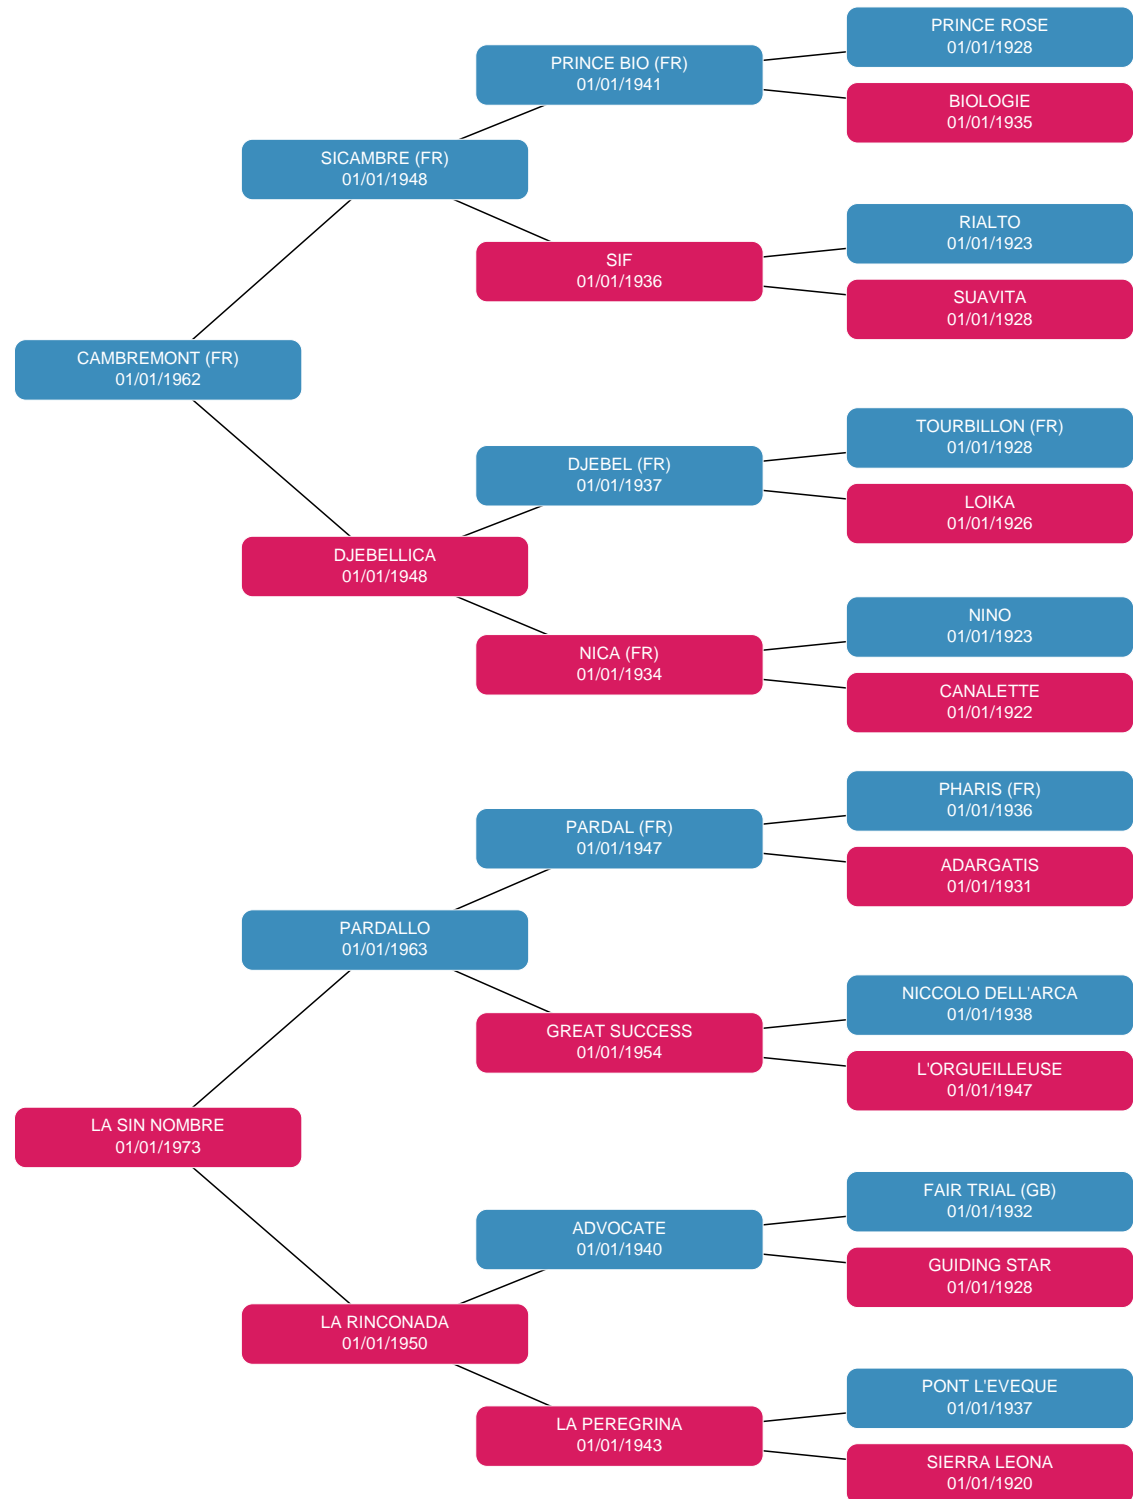 PRINCE ROSE
01/01/1928
PRINCE BIO (FR)
01/01/1941
BIOLOGIE
01/01/1935
SICAMBRE (FR)
01/01/1948
RIALTO
01/01/1923
SIF
01/01/1936
SUAVITA
01/01/1928
CAMBREMONT (FR)
01/01/1962
TOURBILLON (FR)
01/01/1928
DJEBEL (FR)
01/01/1937
LOIKA
01/01/1926
DJEBELLICA
01/01/1948
NINO
01/01/1923
NICA (FR)
01/01/1934
CANALETTE
01/01/1922
PHARIS (FR)
01/01/1936
PARDAL (FR)
01/01/1947
ADARGATIS
01/01/1931
PARDALLO
01/01/1963
NICCOLO DELL'ARCA
01/01/1938
GREAT SUCCESS
01/01/1954
L'ORGUEILLEUSE
01/01/1947
LA SIN NOMBRE
01/01/1973
FAIR TRIAL (GB)
01/01/1932
ADVOCATE
01/01/1940
GUIDING STAR
01/01/1928
LA RINCONADA
01/01/1950
PONT L'EVEQUE
01/01/1937
LA PEREGRINA
01/01/1943
SIERRA LEONA
01/01/1920